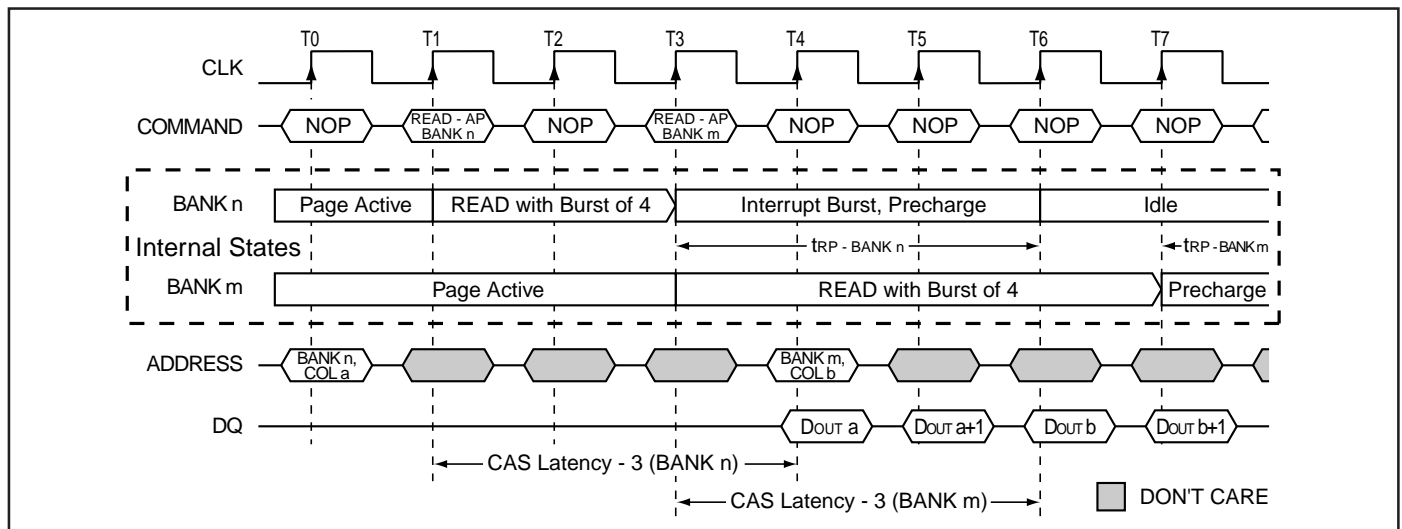 T0 T1 T2 T3 T4 T5 T6 T7
CLK
COMMAND NOP READ - AP NOP READ - AP NOP NOP NOP NOP
BANK n BANK m
BANK n Page Active READ with Burst of 4 Interrupt Burst, Precharge Idle
Internal States tRP - BANK n tRP - BANK m
BANK m Page Active READ with Burst of 4 Precharge
ADDRESS BANK n, BANK m,
COL a COL b
DQ DOUT a DOUT a+1 DOUT b DOUT b+1
CAS Latency - 3 (BANK n)
CAS Latency - 3 (BANK m) DON'T CARE